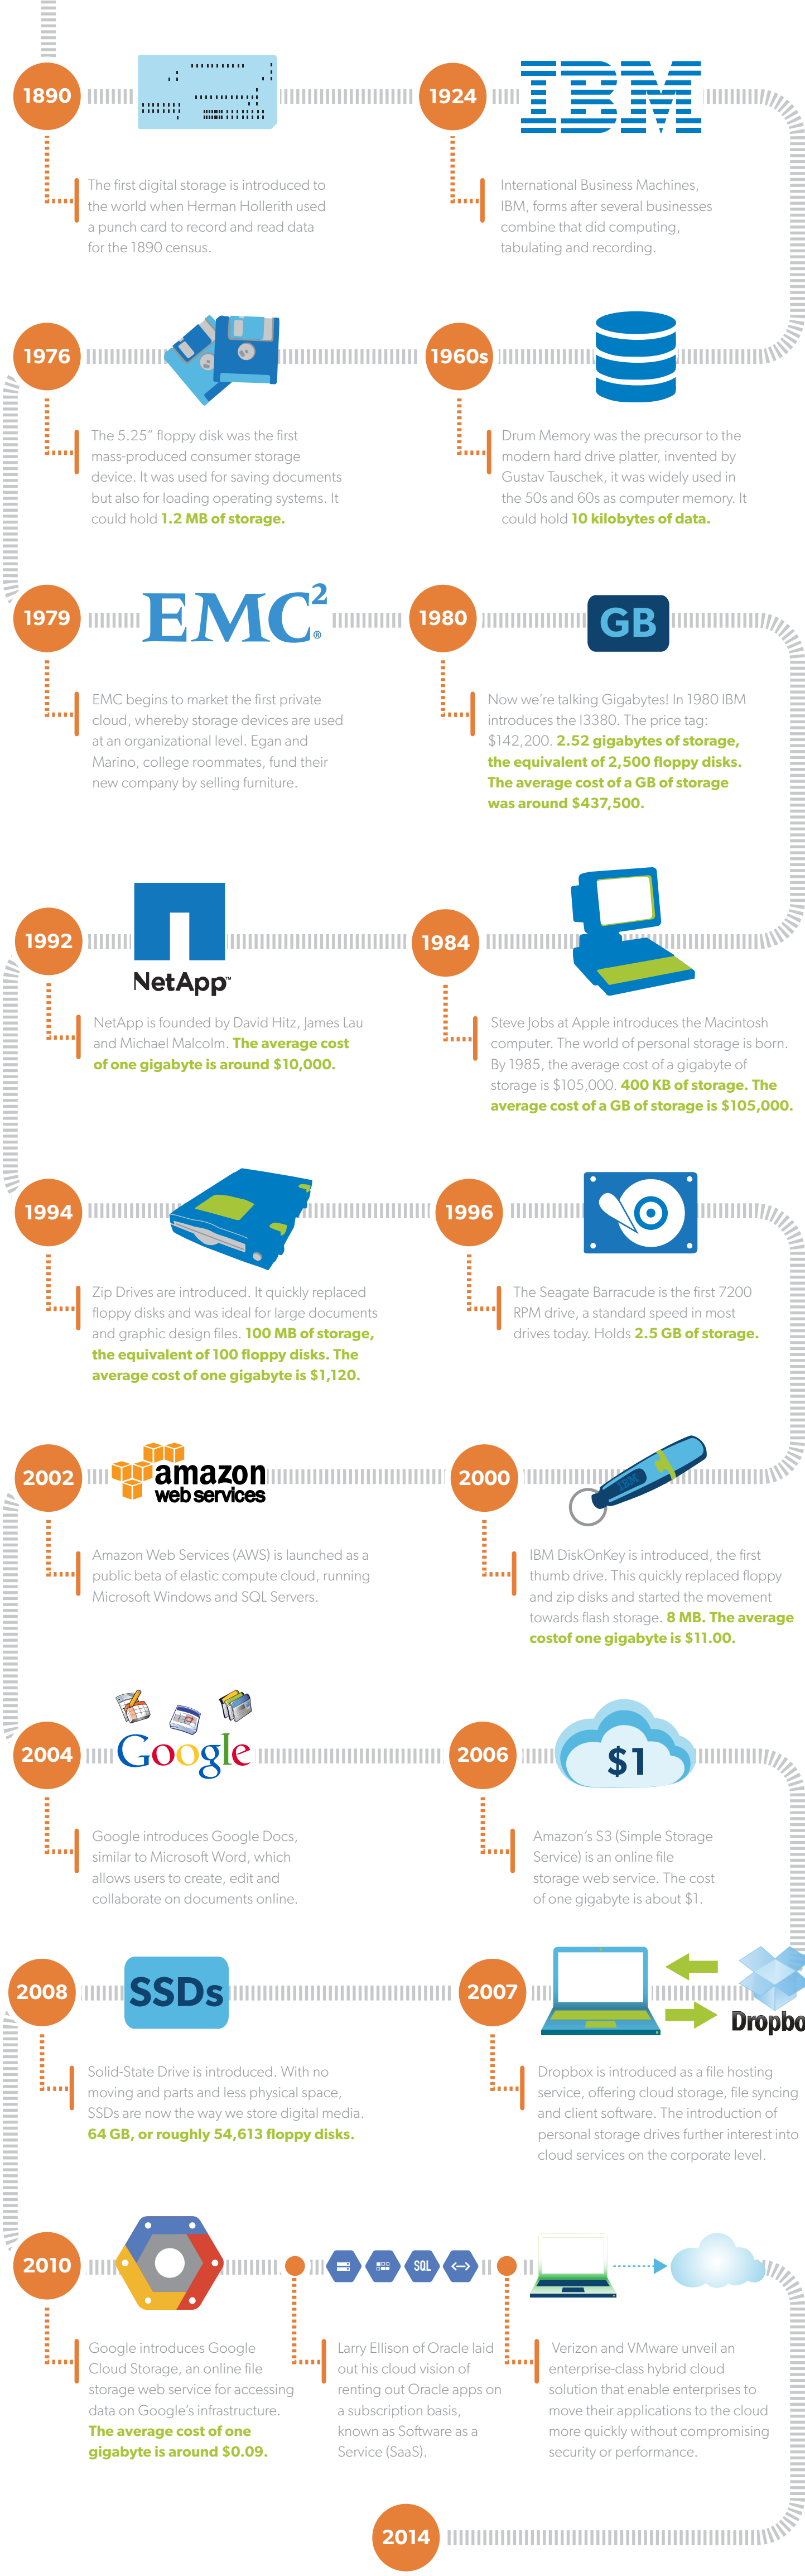 1890
The first digital storage is introduced to
the world when Herman Hollerith used
a punch card to record and read data
for the 1890 census.
1924
IBM
International Business Machines,
IBM, forms after several businesses
combine that did computing,
tabulating and recording.
1960s
Drum Memory was the precursor to the
modern hard drive platter, invented by
Gustav Tauschek, it was widely used in
the 50s and 60s as computer memory. It
could hold 10 kilobytes of data.
1976
The 5.25” floppy disk was the first
mass-produced consumer storage
device. It was used for saving documents
but also for loading operating systems. It
could hold 1.2 MB of storage.
1979
EMC²®
EMC begins to market the first private
cloud, whereby storage devices are used
at an organizational level. Egan and
Marino, college roommates, fund their
new company by selling furniture.
1980
GB
Now we’re talking Gigabytes! In 1980 IBM
introduces the I3380. The price tag:
$142,200. 2.52 gigabytes of storage,
the equivalent of 2,500 floppy disks.
The average cost of a GB of storage
was around $437,500.
1984
Steve Jobs at Apple introduces the Macintosh
computer. The world of personal storage is born.
By 1985, the average cost of a gigabyte of
storage is $105,000. 400 KB of storage. The
average cost of a GB of storage is $105,000.
1992
NetApp™
NetApp is founded by David Hitz, James Lau
and Michael Malcolm. The average cost
of one gigabyte is around $10,000.
1994
Zip Drives are introduced. It quickly replaced
floppy disks and was ideal for large documents
and graphic design files. 100 MB of storage,
the equivalent of 100 floppy disks. The
average cost of one gigabyte is $1,120.
1996
The Seagate Barracude is the first 7200
RPM drive, a standard speed in most
drives today. Holds 2.5 GB of storage.
2000
IBM
IBM DiskOnKey is introduced, the first
thumb drive. This quickly replaced floppy
and zip disks and started the movement
towards flash storage. 8 MB. The average
costof one gigabyte is $11.00.
2002
amazon
web services
Amazon Web Services (AWS) is launched as a
public beta of elastic compute cloud, running
Microsoft Windows and SQL Servers.
2004
Google
Google introduces Google Docs,
similar to Microsoft Word, which
allows users to create, edit and
collaborate on documents online.
2006
$1
Amazon’s S3 (Simple Storage
Service) is an online file
storage web service. The cost
of one gigabyte is about $1.
2007
Dropbo
Dropbox is introduced as a file hosting
service, offering cloud storage, file syncing
and client software. The introduction of
personal storage drives further interest into
cloud services on the corporate level.
2008
SSDs
Solid-State Drive is introduced. With no
moving and parts and less physical space,
SSDs are now the way we store digital media.
64 GB, or roughly 54,613 floppy disks.
2010
Google introduces Google
Cloud Storage, an online file
storage web service for accessing
data on Google’s infrastructure.
The average cost of one
gigabyte is around $0.09.
SQL
Larry Ellison of Oracle laid
out his cloud vision of
renting out Oracle apps on
a subscription basis,
known as Software as a
Service (SaaS).
Verizon and VMware unveil an
enterprise-class hybrid cloud
solution that enable enterprises to
move their applications to the cloud
more quickly without compromising
security or performance.
2014